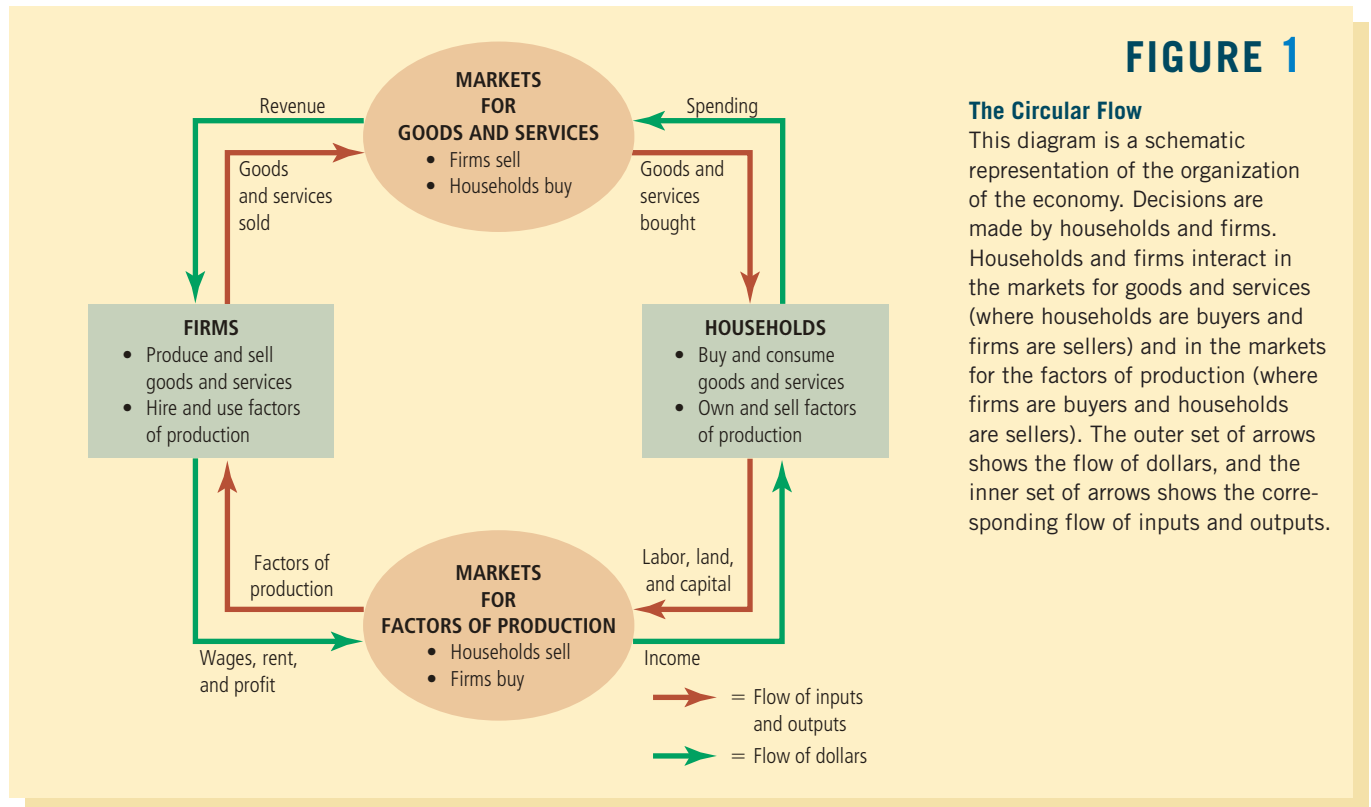 FIGURE 1
The Circular Flow
This diagram is a schematic
representation of the organization
of the economy. Decisions are
made by households and firms.
Households and firms interact in
the markets for goods and services
(where households are buyers and
firms are sellers) and in the markets
for the factors of production (where
firms are buyers and households
are sellers). The outer set of arrows
shows the flow of dollars, and the
inner set of arrows shows the corre-
sponding flow of inputs and outputs.
MARKETS
FOR
GOODS AND SERVICES
• Firms sell
• Households buy
Revenue
Goods
and services
sold
Spending
Goods and
services
bought
FIRMS
• Produce and sell
goods and services
• Hire and use factors
of production
HOUSEHOLDS
• Buy and consume
goods and services
• Own and sell factors
of production
Factors of
production
Wages, rent,
and profit
MARKETS
FOR
FACTORS OF PRODUCTION
• Households sell
• Firms buy
Labor, land,
and capital
Income
= Flow of inputs
and outputs
= Flow of dollars